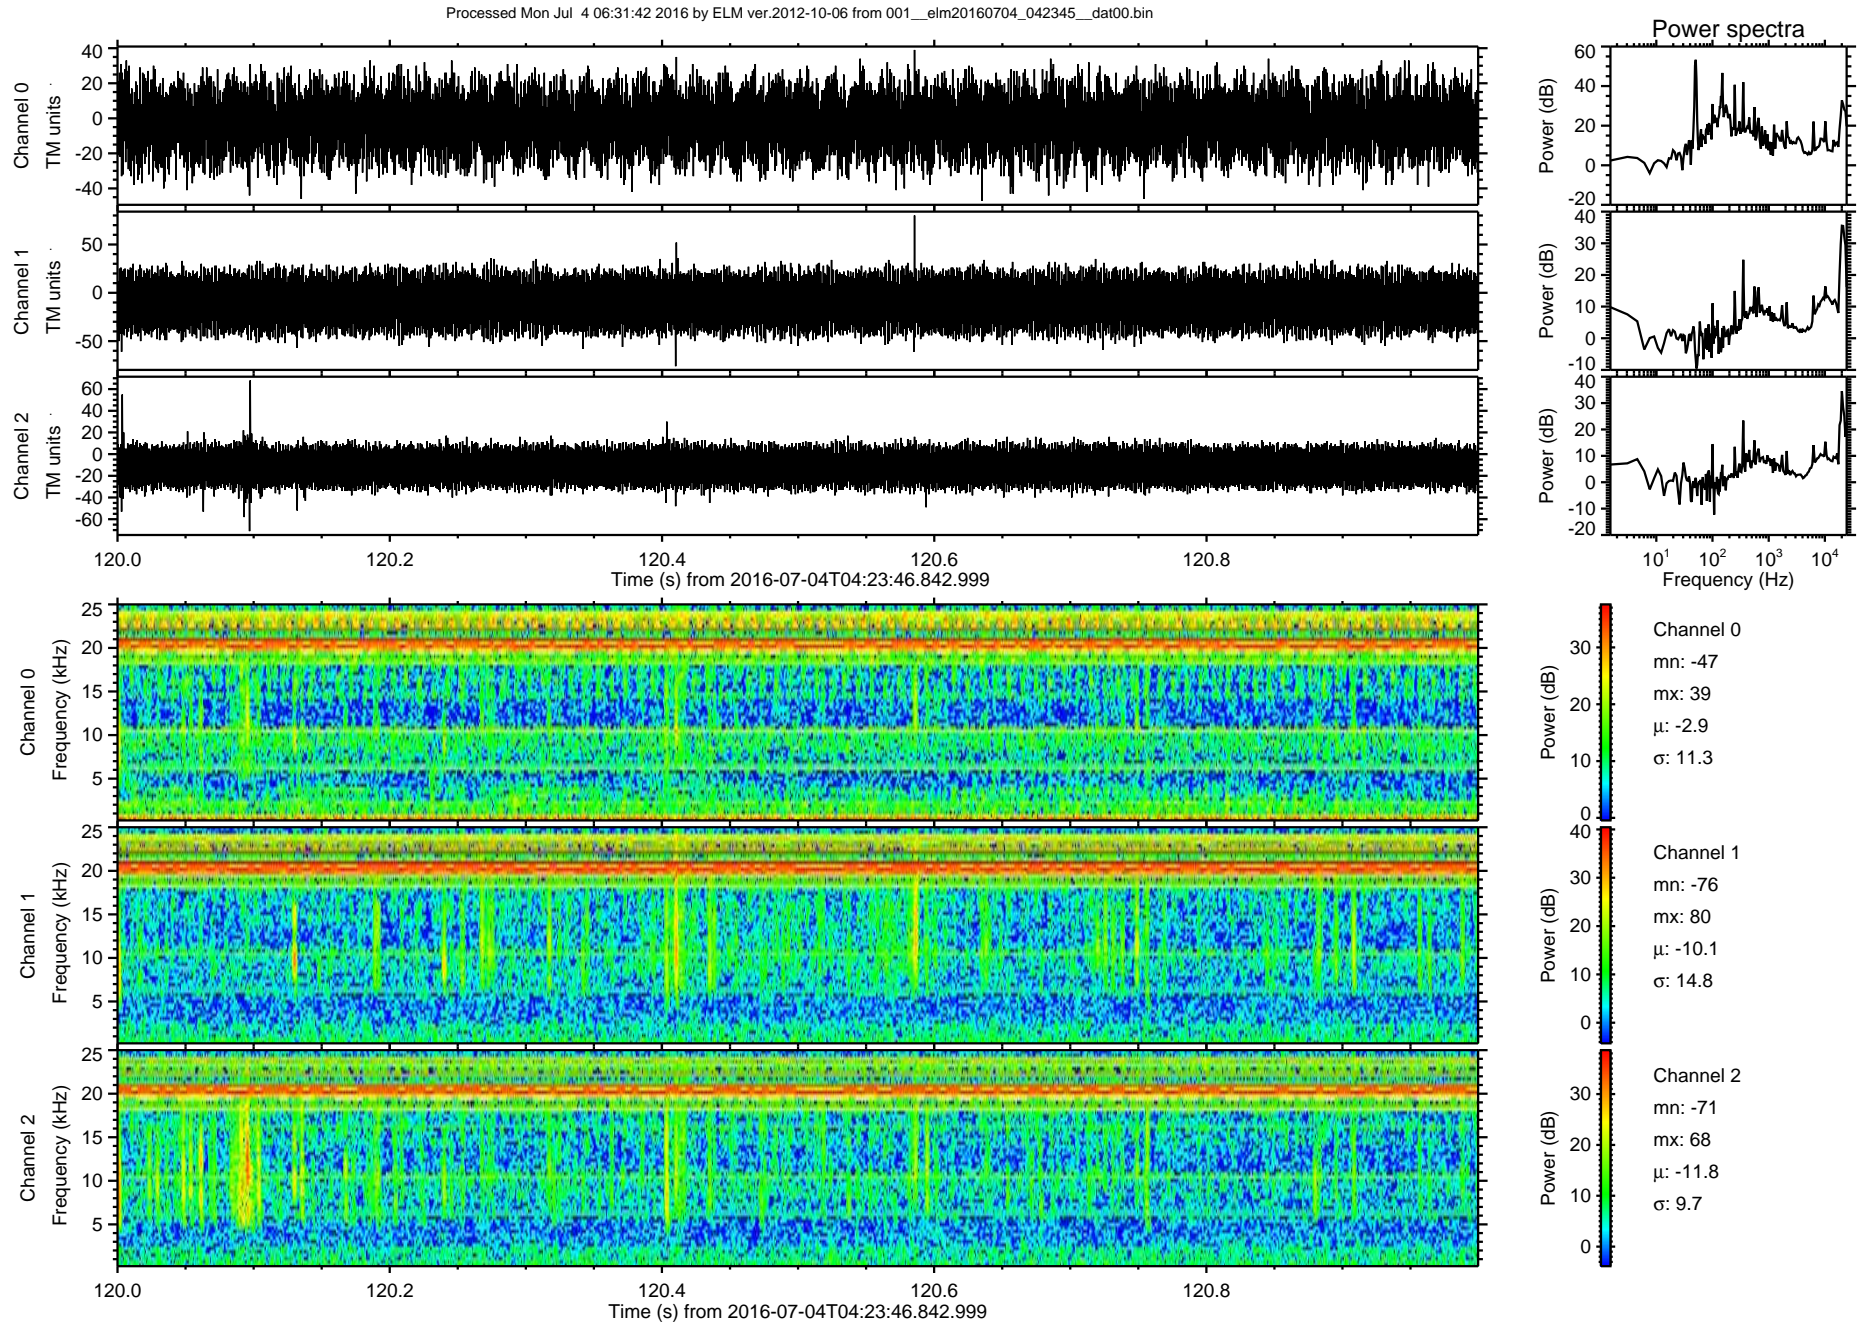 Processed Mon Jul 4 06:31:42 2016 by ELM ver.2012-10-06 from 001__elm20160704_042345__dat00.bin
Power spectra
Channel 0
TM units
40
20
0
-20
-40
Power (dB)
60
40
20
0
-20
Channel 1
TM units
50
0
-50
Power (dB)
40
30
20
10
0
-10
Channel 2
TM units
60
40
20
0
-20
-40
-60
Power (dB)
40
30
20
10
0
-10
-20
120.0 120.2 120.4 120.6 120.8
Time (s) from 2016-07-04T04:23:46.842.999
10^1 10^2 10^3 10^4
Frequency (Hz)
Channel 0
Frequency (kHz)
25
20
15
10
5
Power (dB)
30
20
10
0
Channel 0
mn: -47
mx: 39
µ: -2.9
σ: 11.3
Channel 1
Frequency (kHz)
25
20
15
10
5
Power (dB)
40
30
20
10
0
Channel 1
mn: -76
mx: 80
µ: -10.1
σ: 14.8
Channel 2
Frequency (kHz)
25
20
15
10
5
Power (dB)
30
20
10
0
Channel 2
mn: -71
mx: 68
µ: -11.8
σ: 9.7
120.0 120.2 120.4 120.6 120.8
Time (s) from 2016-07-04T04:23:46.842.999